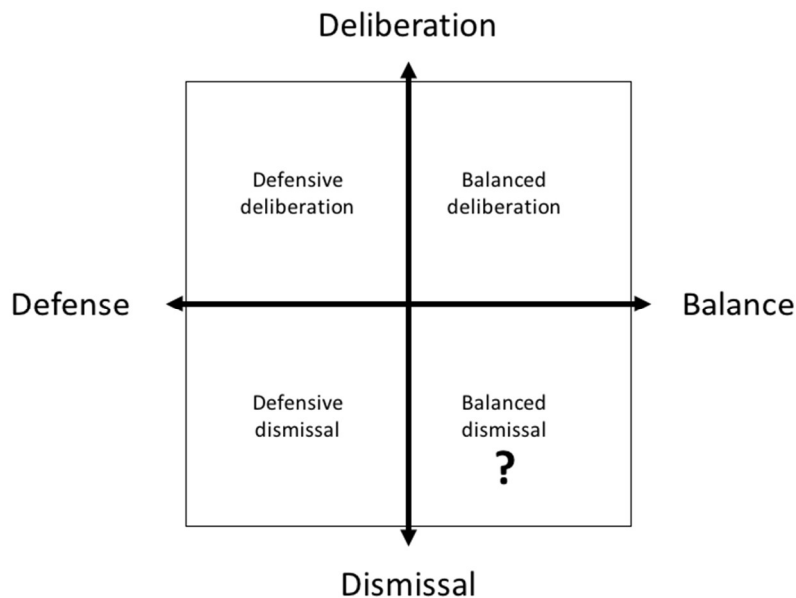 Deliberation
Defensive
deliberation
Balanced
deliberation
Defense
Balance
Defensive
dismissal
Balanced
dismissal
?
Dismissal